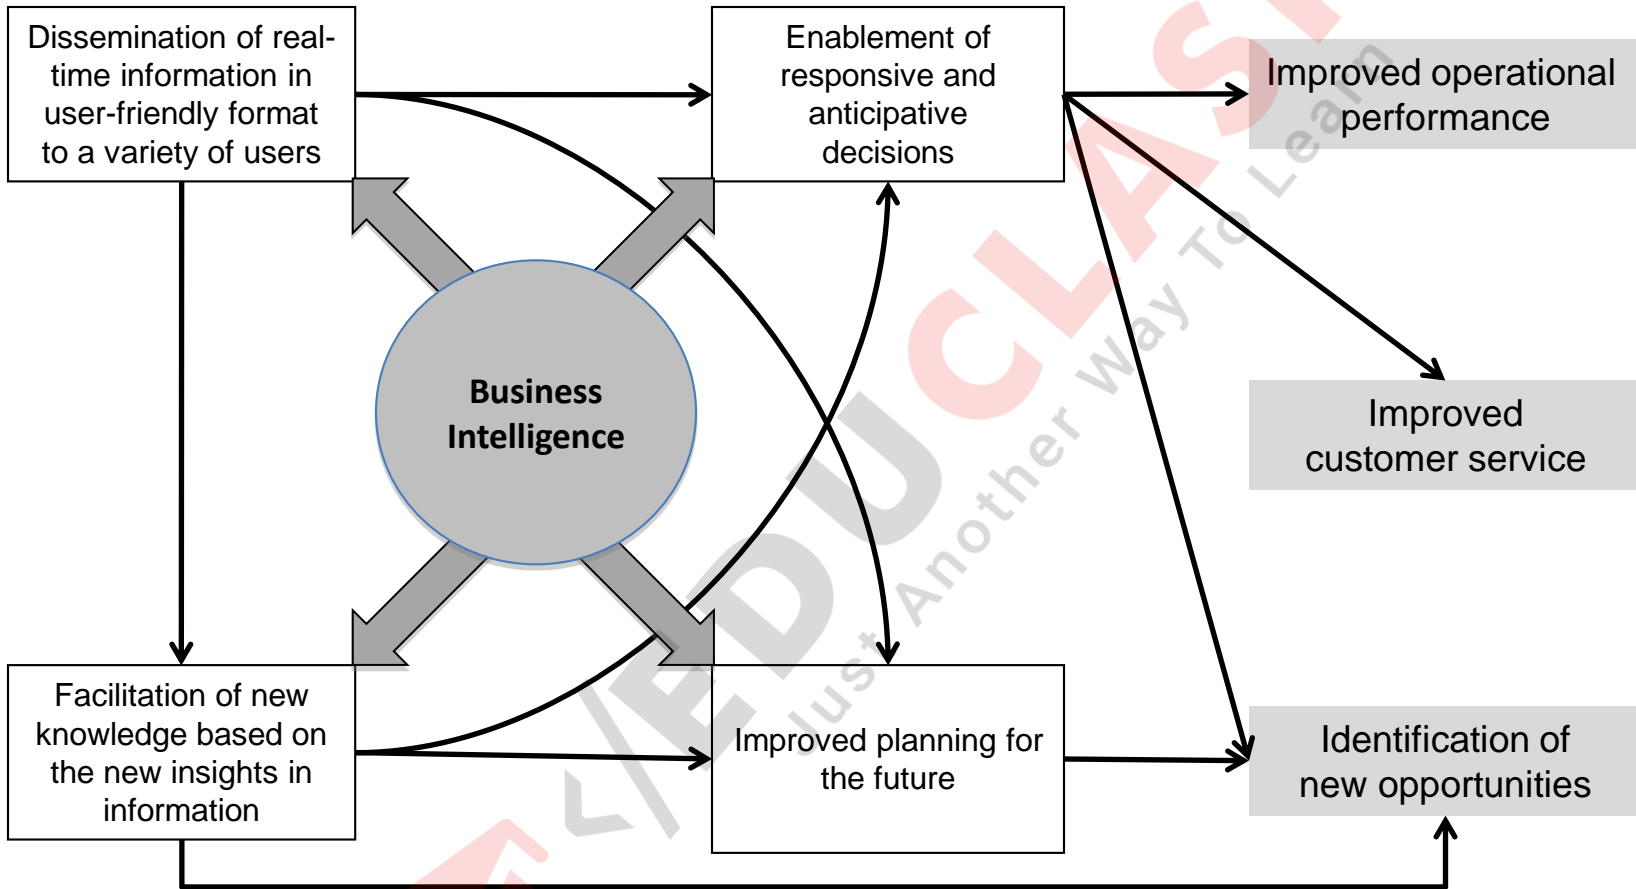 Dissemination of real-
time information in
user-friendly format
to a variety of users
Enablement of
responsive and
anticipative
decisions
Improved operational
performance
Business
Intelligence
Improved
customer service
Facilitation of new
knowledge based on
the new insights in
information
Improved planning for
the future
Identification of
new opportunities
</EDUCLAS
Just Another Way To Learn